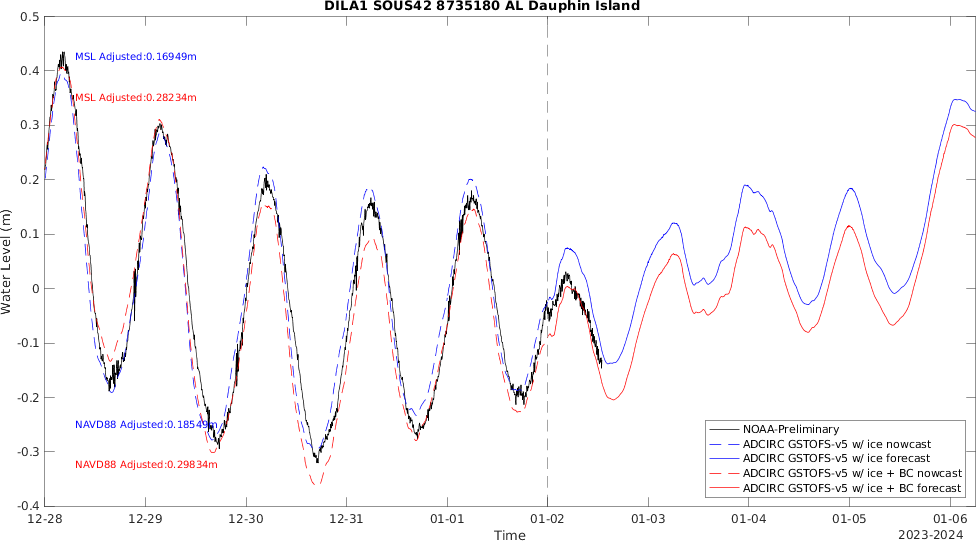 DILA1 SOUS42 8735180 AL Dauphin Island
0.5
0.4
0.3
0.2
0.1
0
-0.1
-0.2
-0.3
-0.4
Water Level (m)
MSL Adjusted:0.16949m
MSL Adjusted:0.28234m
NAVD88 Adjusted:0.18549m
NAVD88 Adjusted:0.29834m
NOAA-Preliminary
ADCIRC GSTOFS-v5 w/ ice nowcast
ADCIRC GSTOFS-v5 w/ ice forecast
ADCIRC GSTOFS-v5 w/ ice + BC nowcast
ADCIRC GSTOFS-v5 w/ ice + BC forecast
12-28 12-29 12-30 12-31 01-01 01-02 01-03 01-04 01-05 01-06
Time
2023-2024